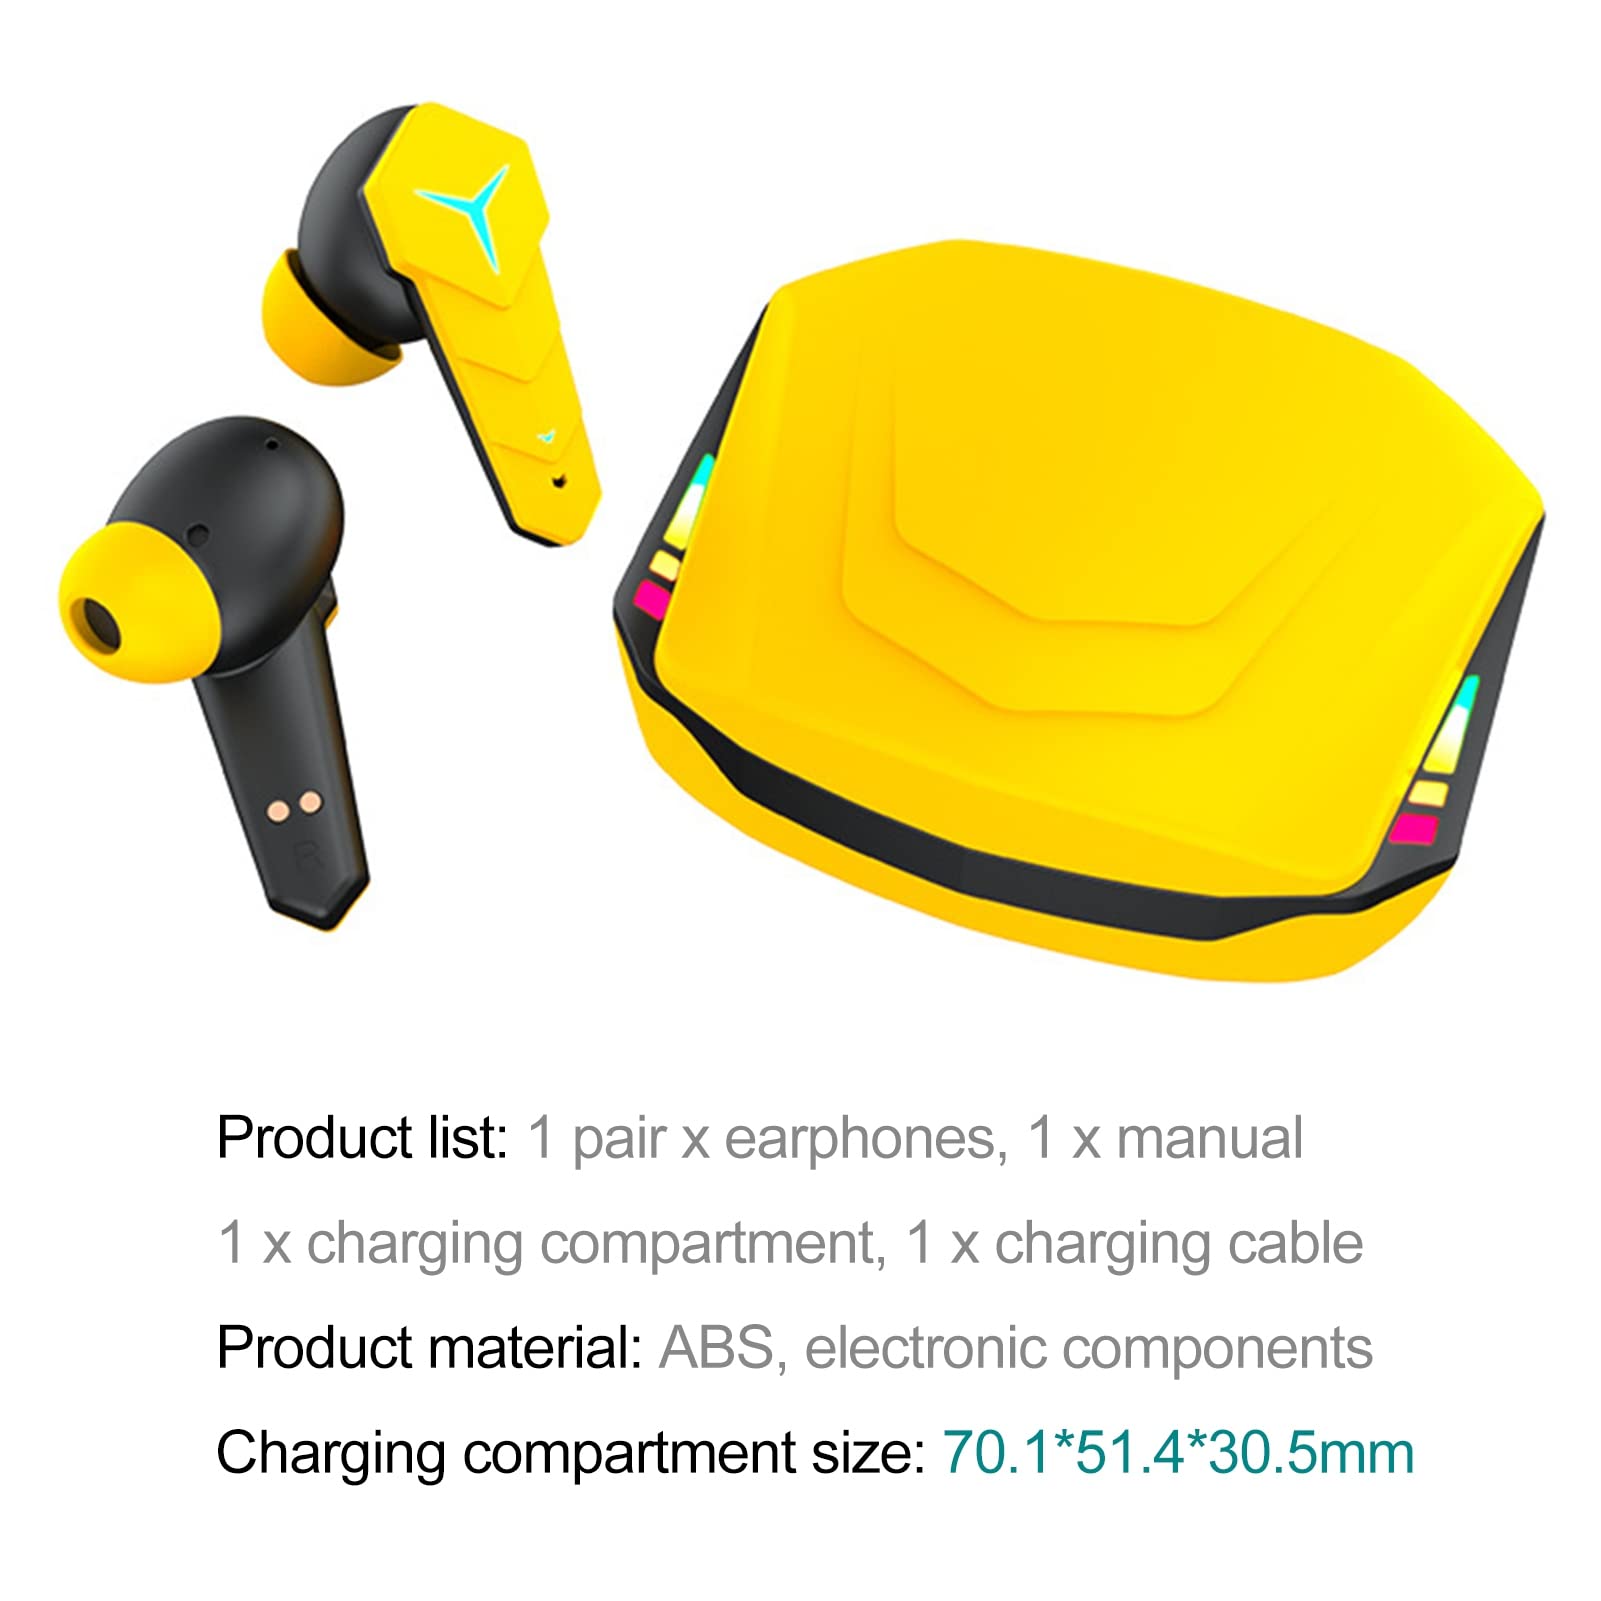 R
Product list: 1 pair x earphones, 1 x manual
1 x charging compartment, 1 x charging cable
Product material: ABS, electronic components
Charging compartment size: 70.1*51.4*30.5mm